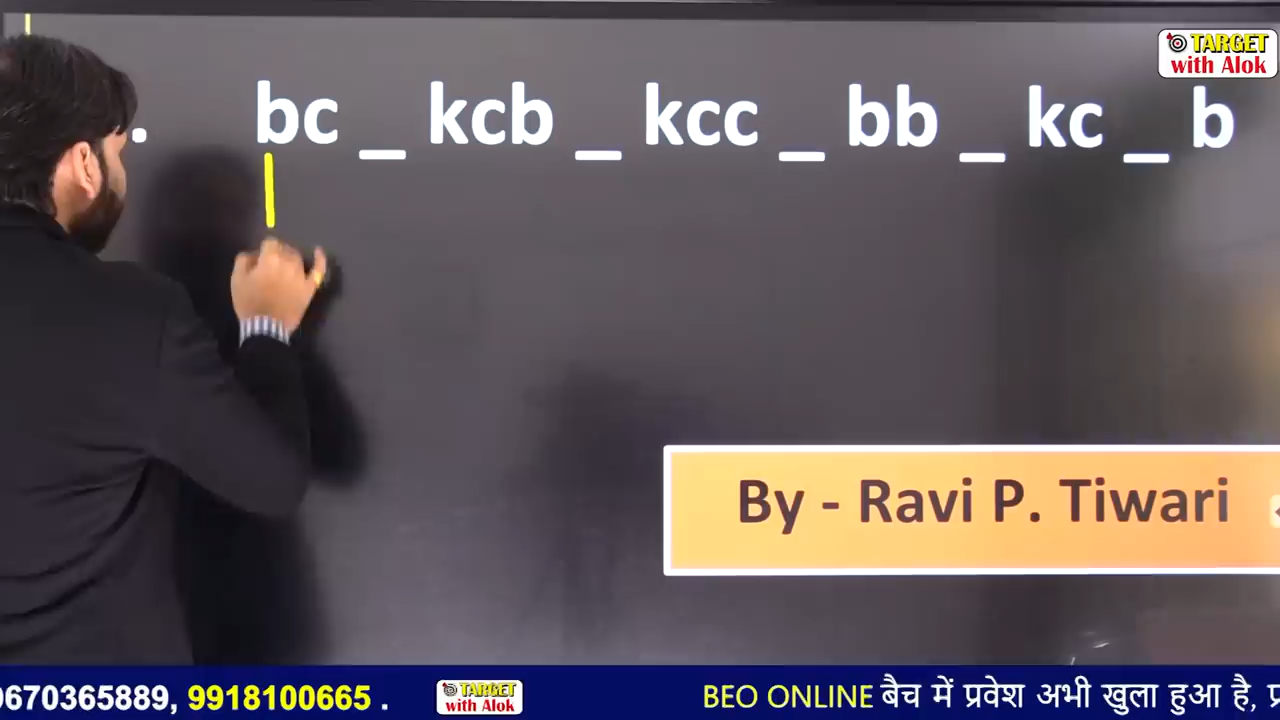 TARGET
with Alok
. bc _ kcb _ kcc _ bb _ kc _ b
By - Ravi P. Tiwari
9670365889, 9918100665 . TARGET with Alok BEO ONLINE बैच में प्रवेश अभी खुला हुआ है,